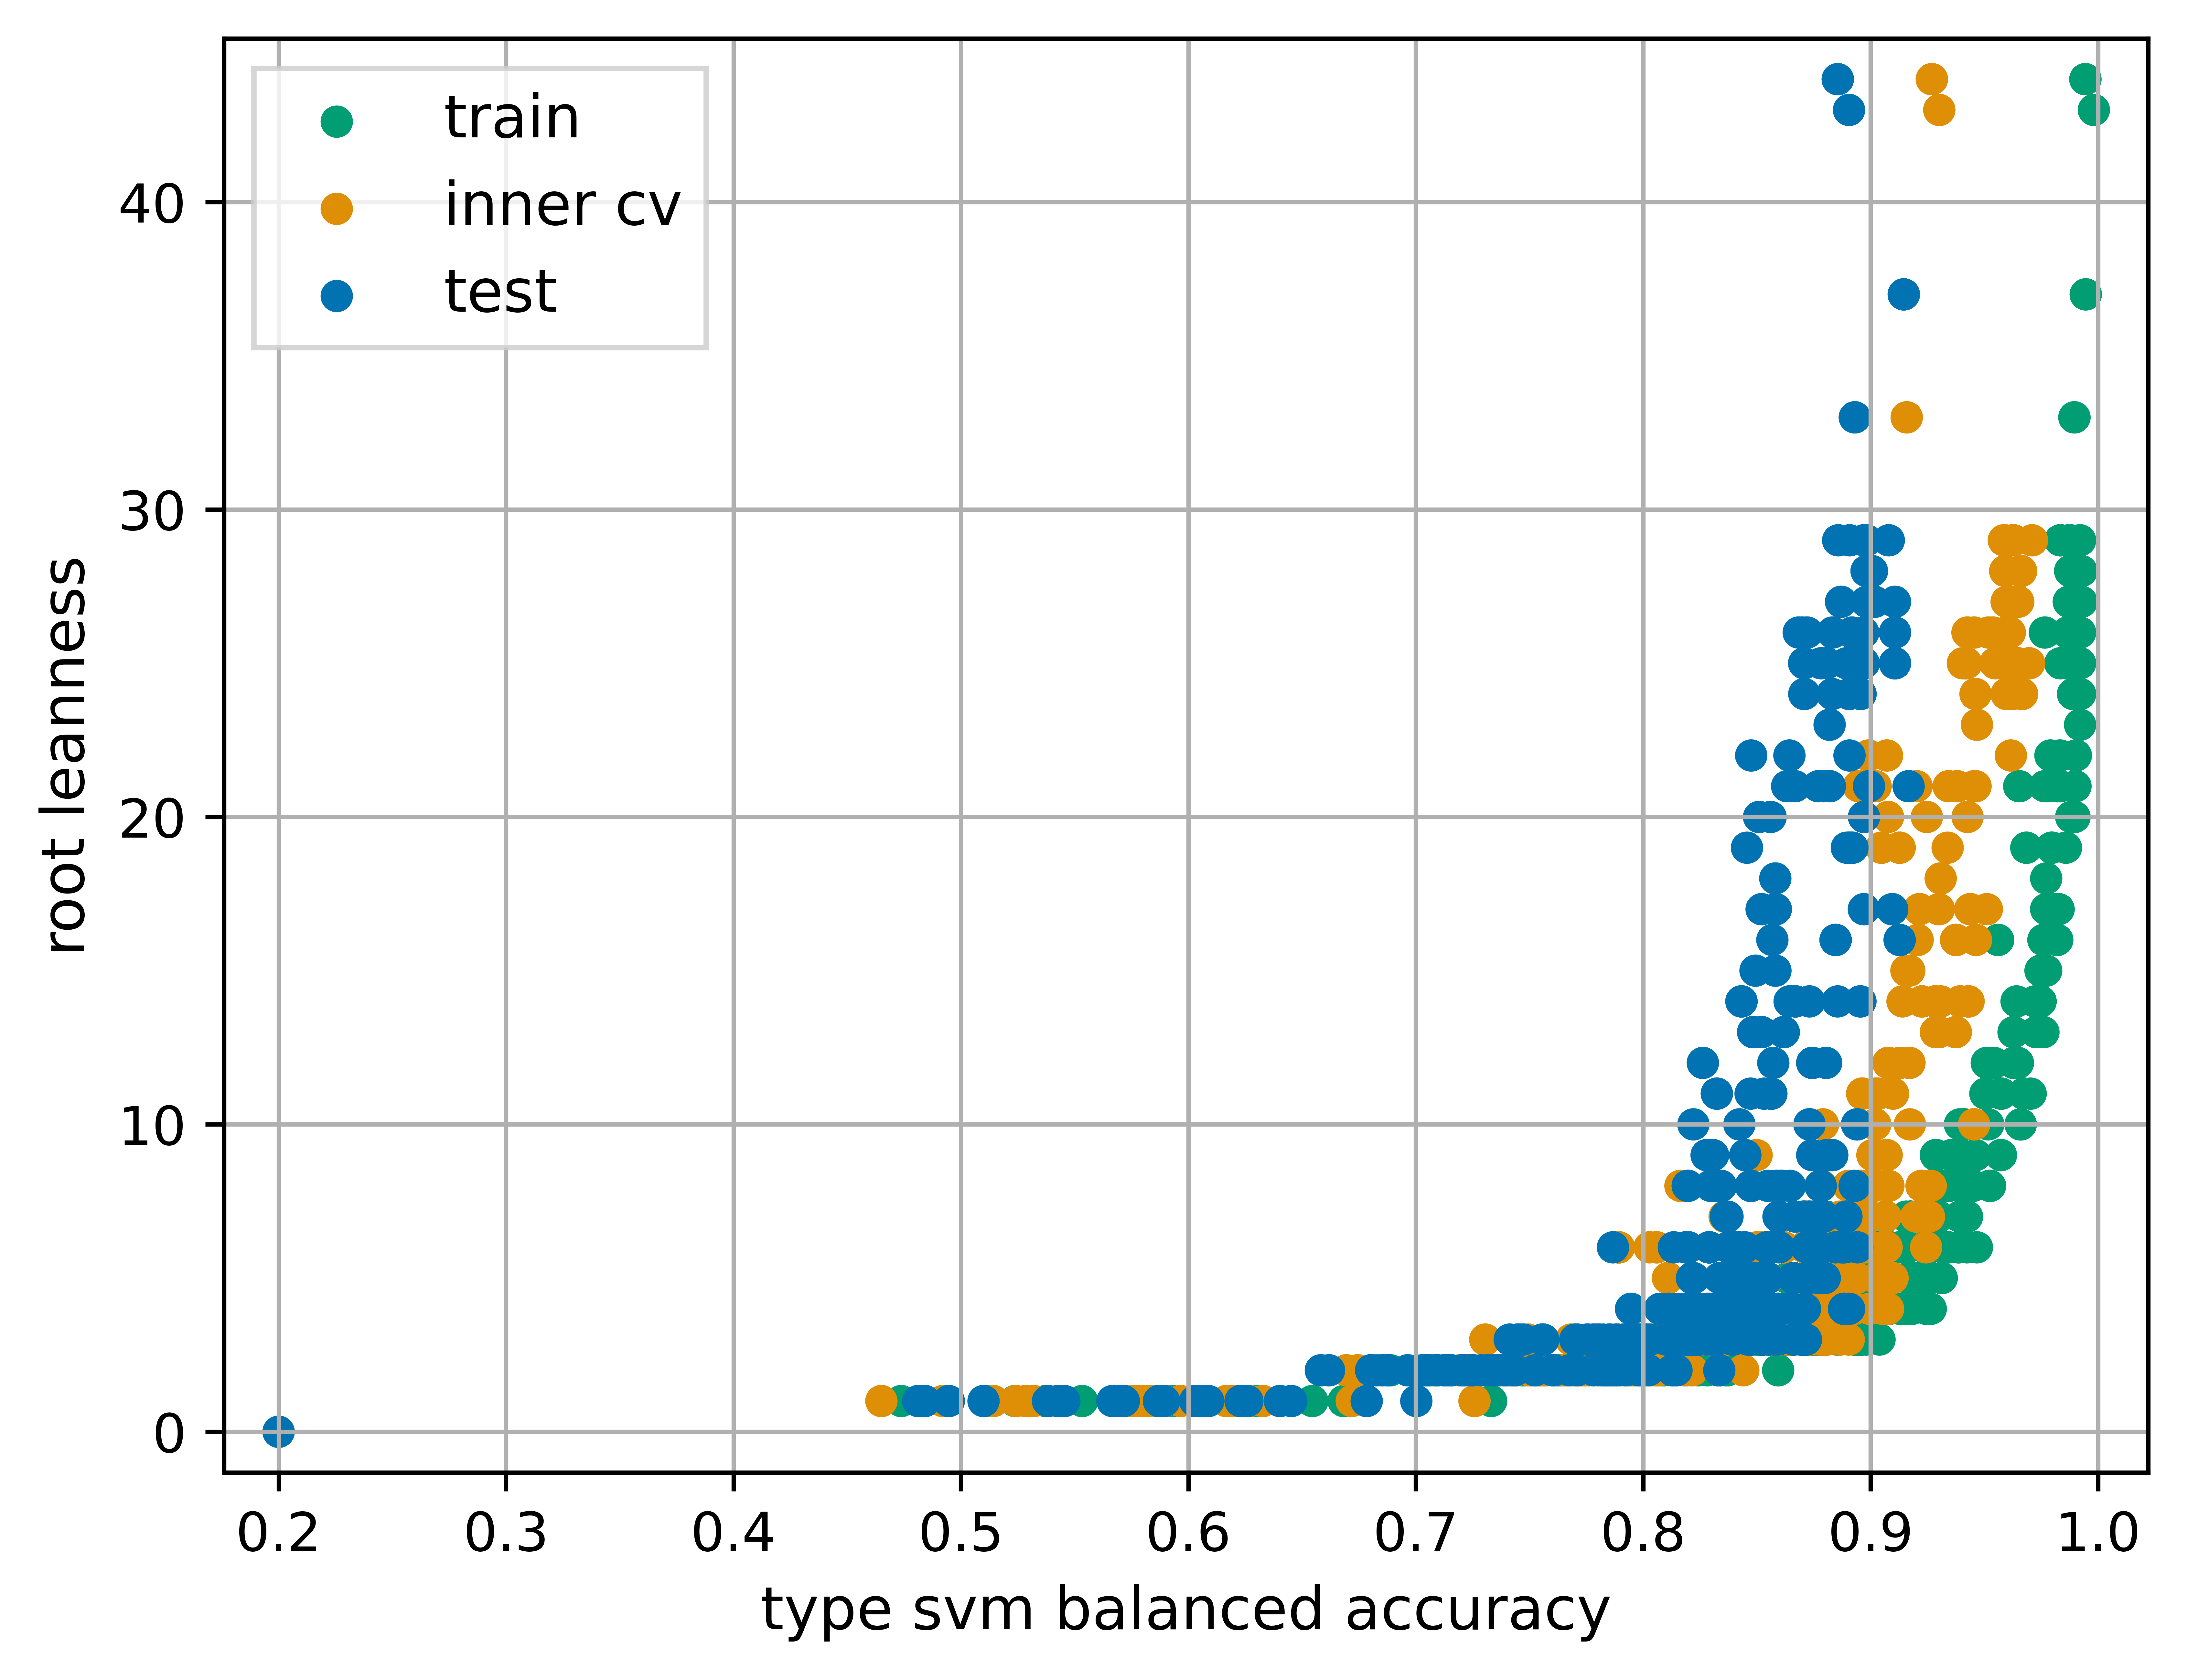 train
inner cv
test
40
30
20
10
0
root leanness
0.2 0.3 0.4 0.5 0.6 0.7 0.8 0.9 1.0
type svm balanced accuracy